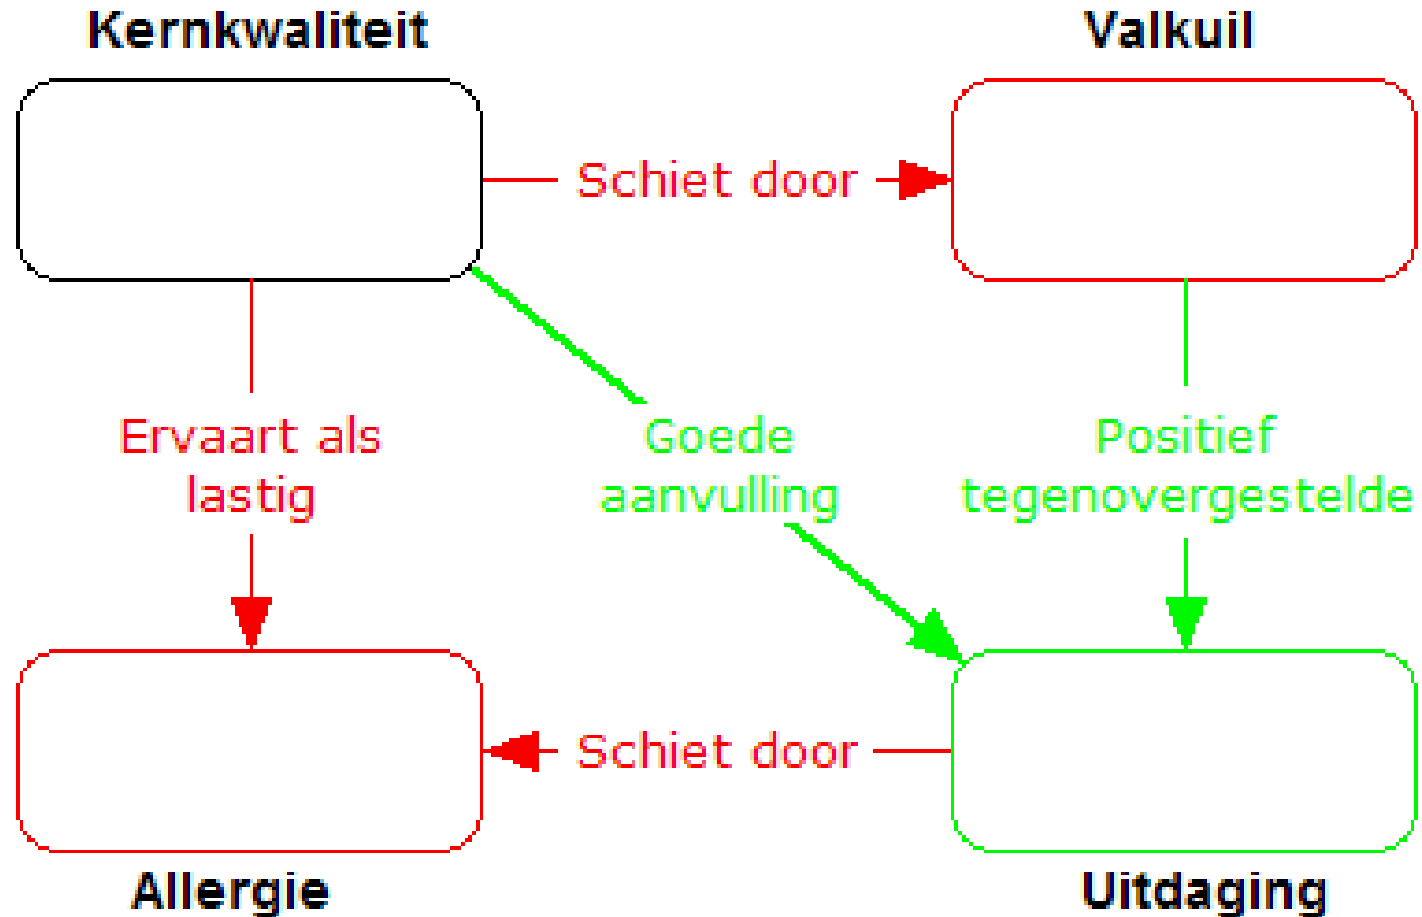 Kernkwaliteit
Valkuil
Schiet door
Ervaart als
lastig
Goede
aanvulling
Positief
tegenovergestelde
Schiet door
Allergie
Uitdaging